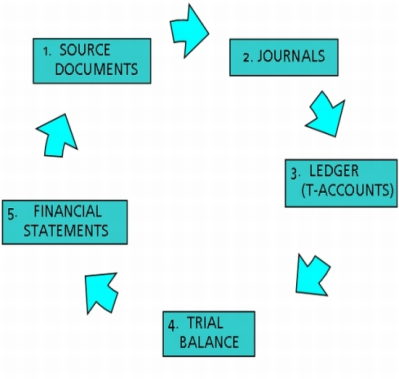 1. SOURCE
DOCUMENTS
2. JOURNALS
3. LEDGER
(T-ACCOUNTS)
4. TRIAL
BALANCE
5. FINANCIAL
STATEMENTS